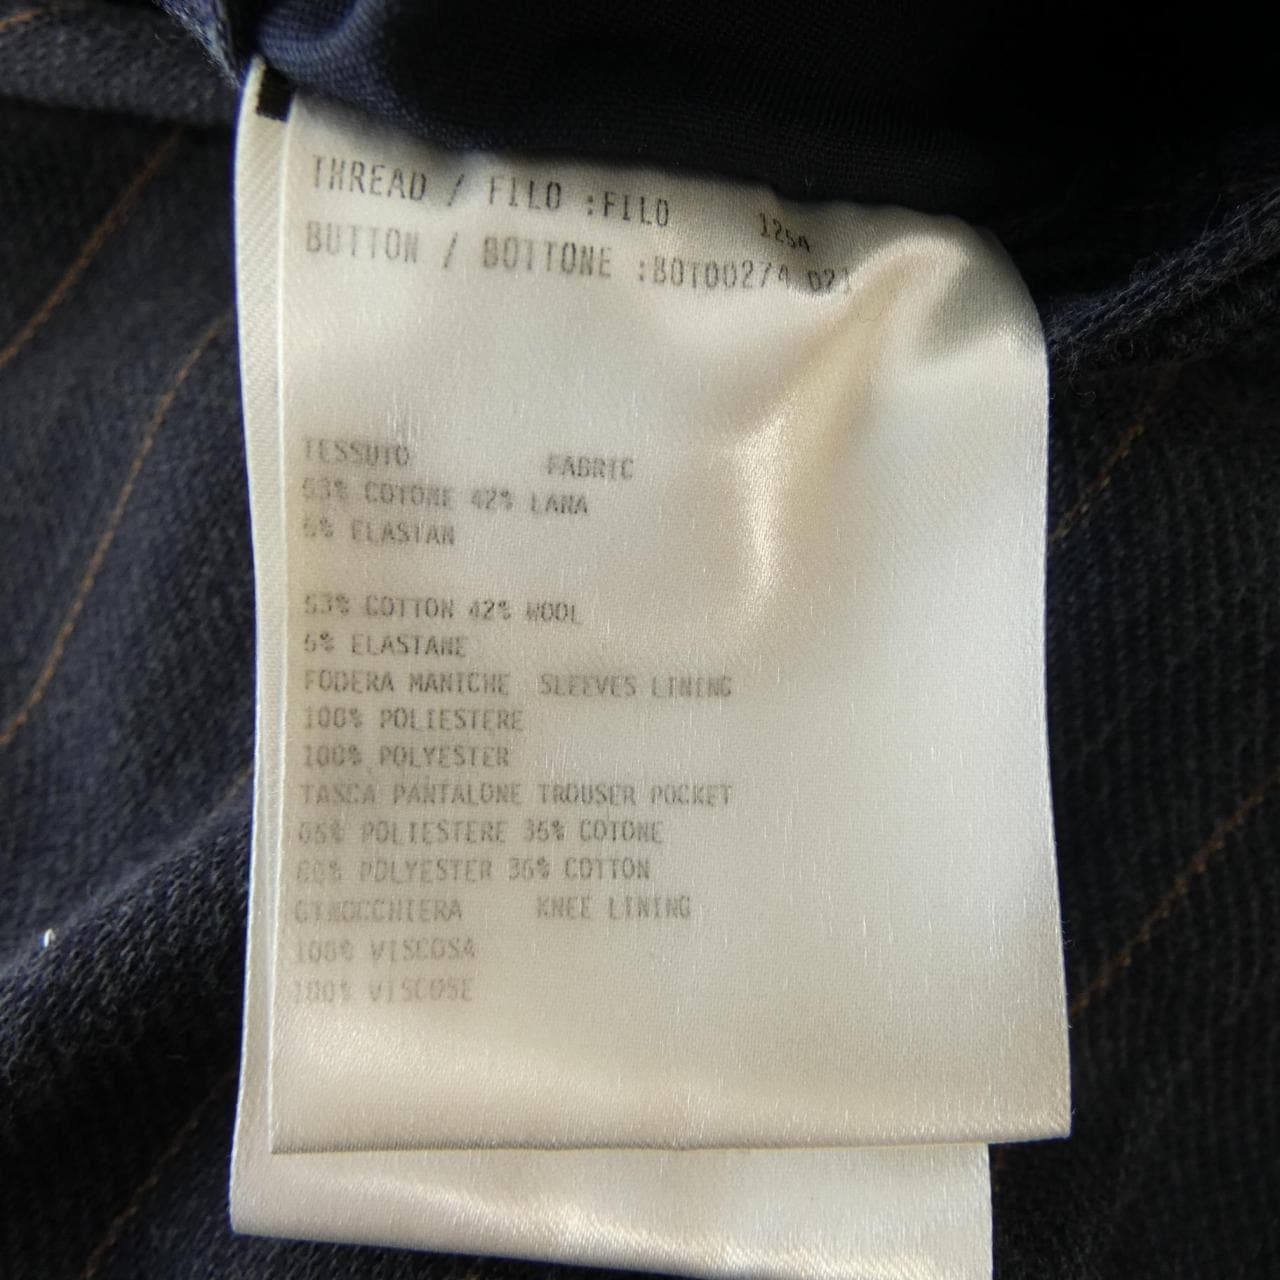 THREAD / FILO :FILO 1254
BUTTON / BOTTONE :BOT00274 021
TESSUTO FABRIC
53% COTONE 42% LANA
5% ELASTAN
53% COTTON 42% WOOL
5% ELASTANE
FODERA MANICHE SLEEVES LINING
100% POLIESTERE
100% POLYESTER
TASCA PANTALONE TROUSER POCKET
65% POLIESTERE 35% COTONE
POLYESTER 35% COTTON
GINOCCHIERA KNEE LINING
100% VISCOSA
100% VISCOSE